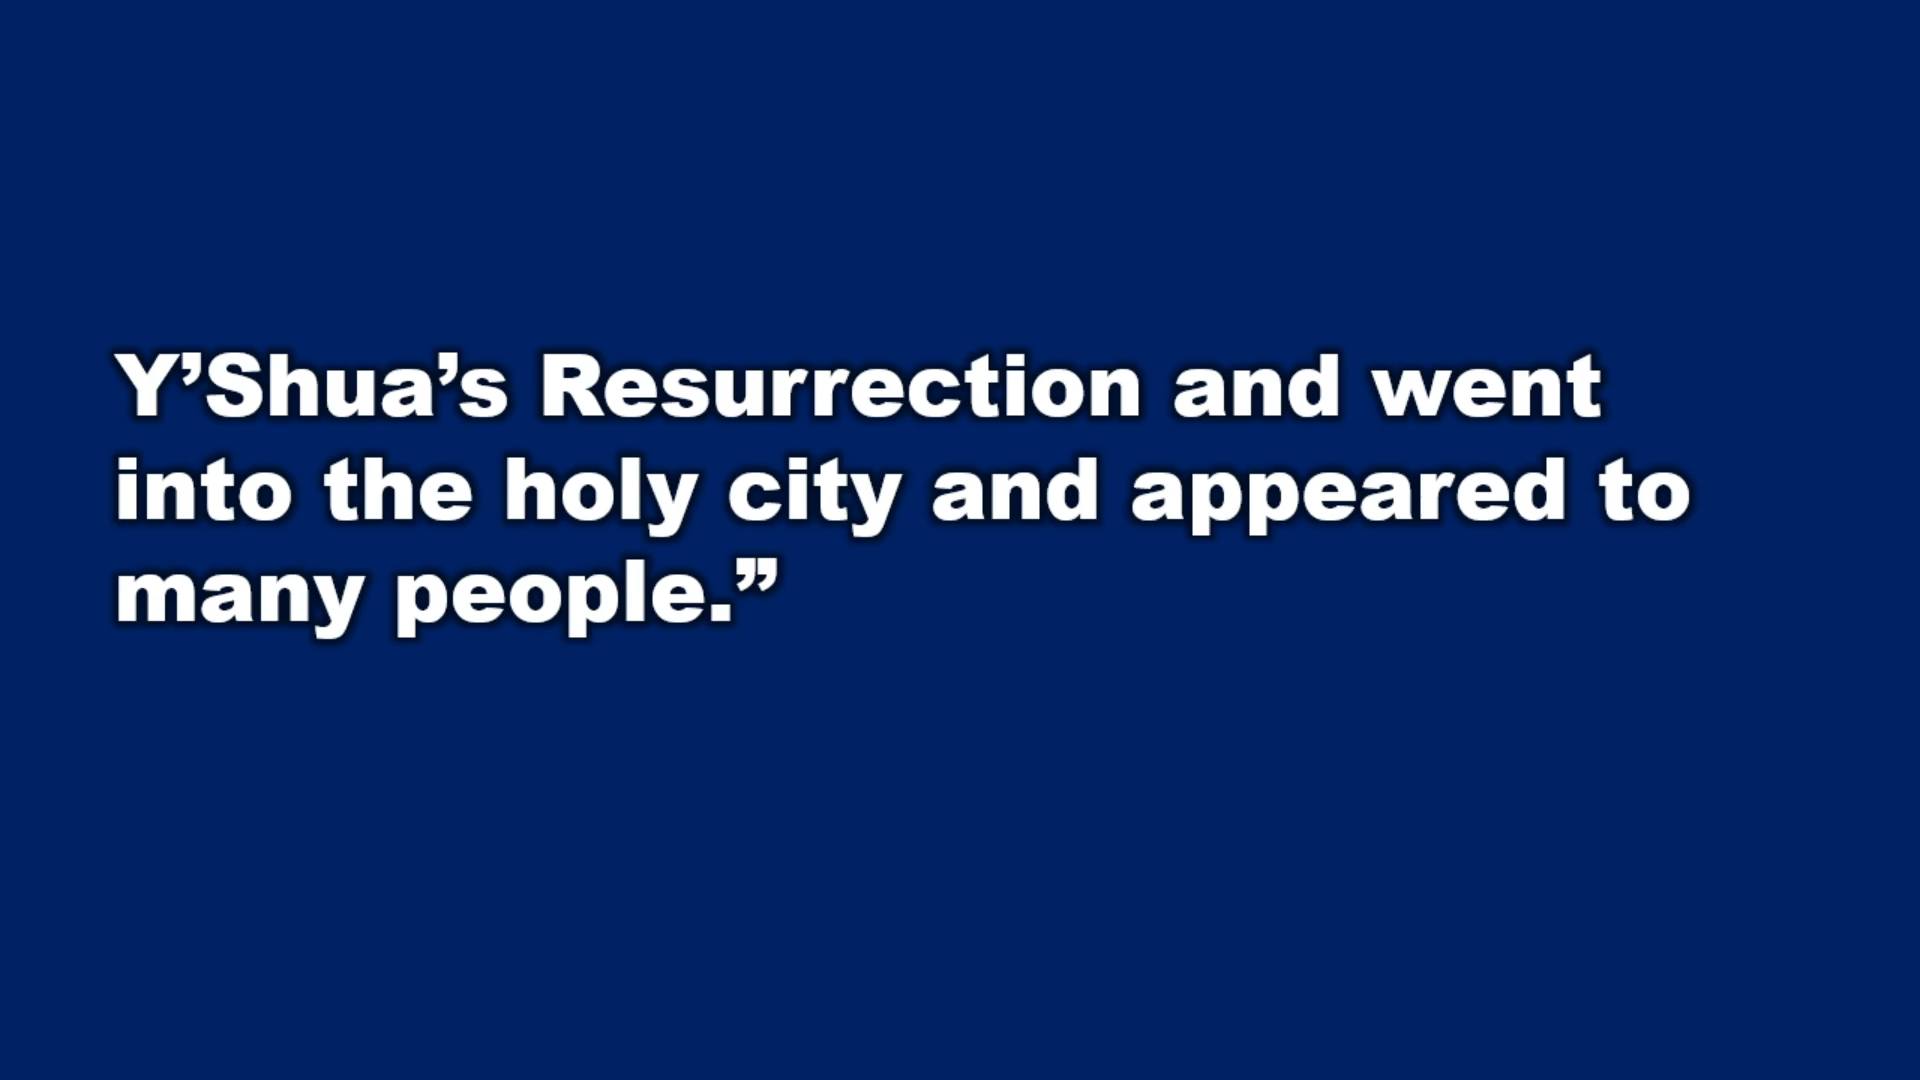 Y’Shua’s Resurrection and went
into the holy city and appeared to
many people.”